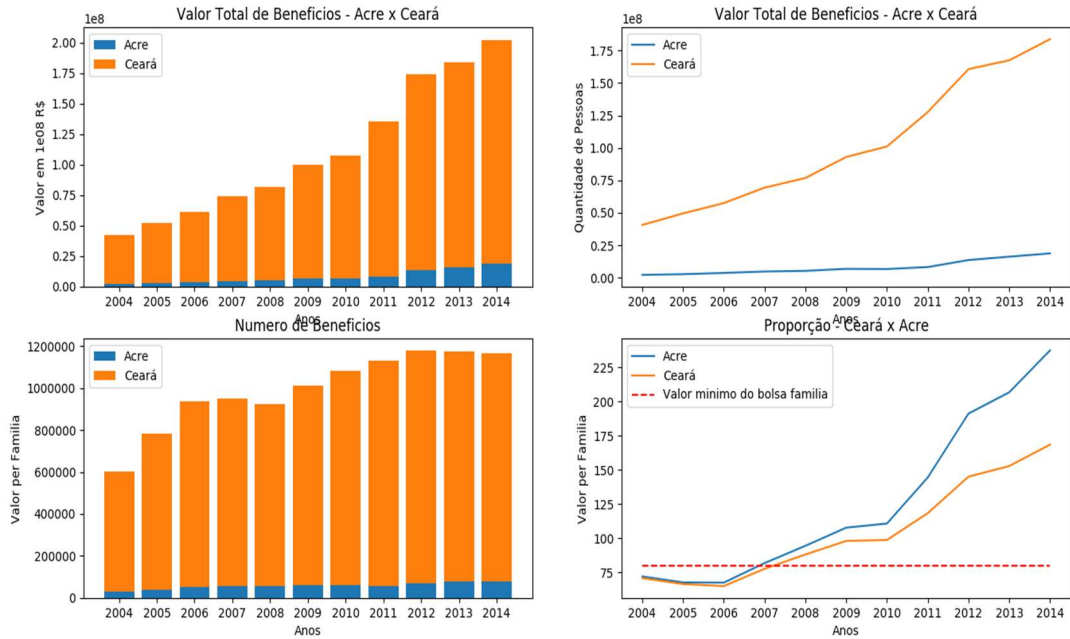 Valor Total de Beneficios - Acre x Ceará
1e8
Acre
Ceará
2.00
1.75
1.50
1.25
1.00
0.75
0.50
0.25
0.00
Valor em 1e08 R$
2004 2005 2006 2007 2008 2009 2010 2011 2012 2013 2014
Anos
Valor Total de Beneficios - Acre x Ceará
1e8
Acre
Ceará
1.75
1.50
1.25
1.00
0.75
0.50
0.25
0.00
Quantidade de Pessoas
2004 2005 2006 2007 2008 2009 2010 2011 2012 2013 2014
Anos
Numero de Beneficios
Acre
Ceará
1200000
1000000
800000
600000
400000
200000
0
Valor per Familia
2004 2005 2006 2007 2008 2009 2010 2011 2012 2013 2014
Anos
Proporção - Ceará x Acre
Acre
Ceará
Valor minimo do bolsa familia
225
200
175
150
125
100
75
Valor per Familia
2004 2005 2006 2007 2008 2009 2010 2011 2012 2013 2014
Anos